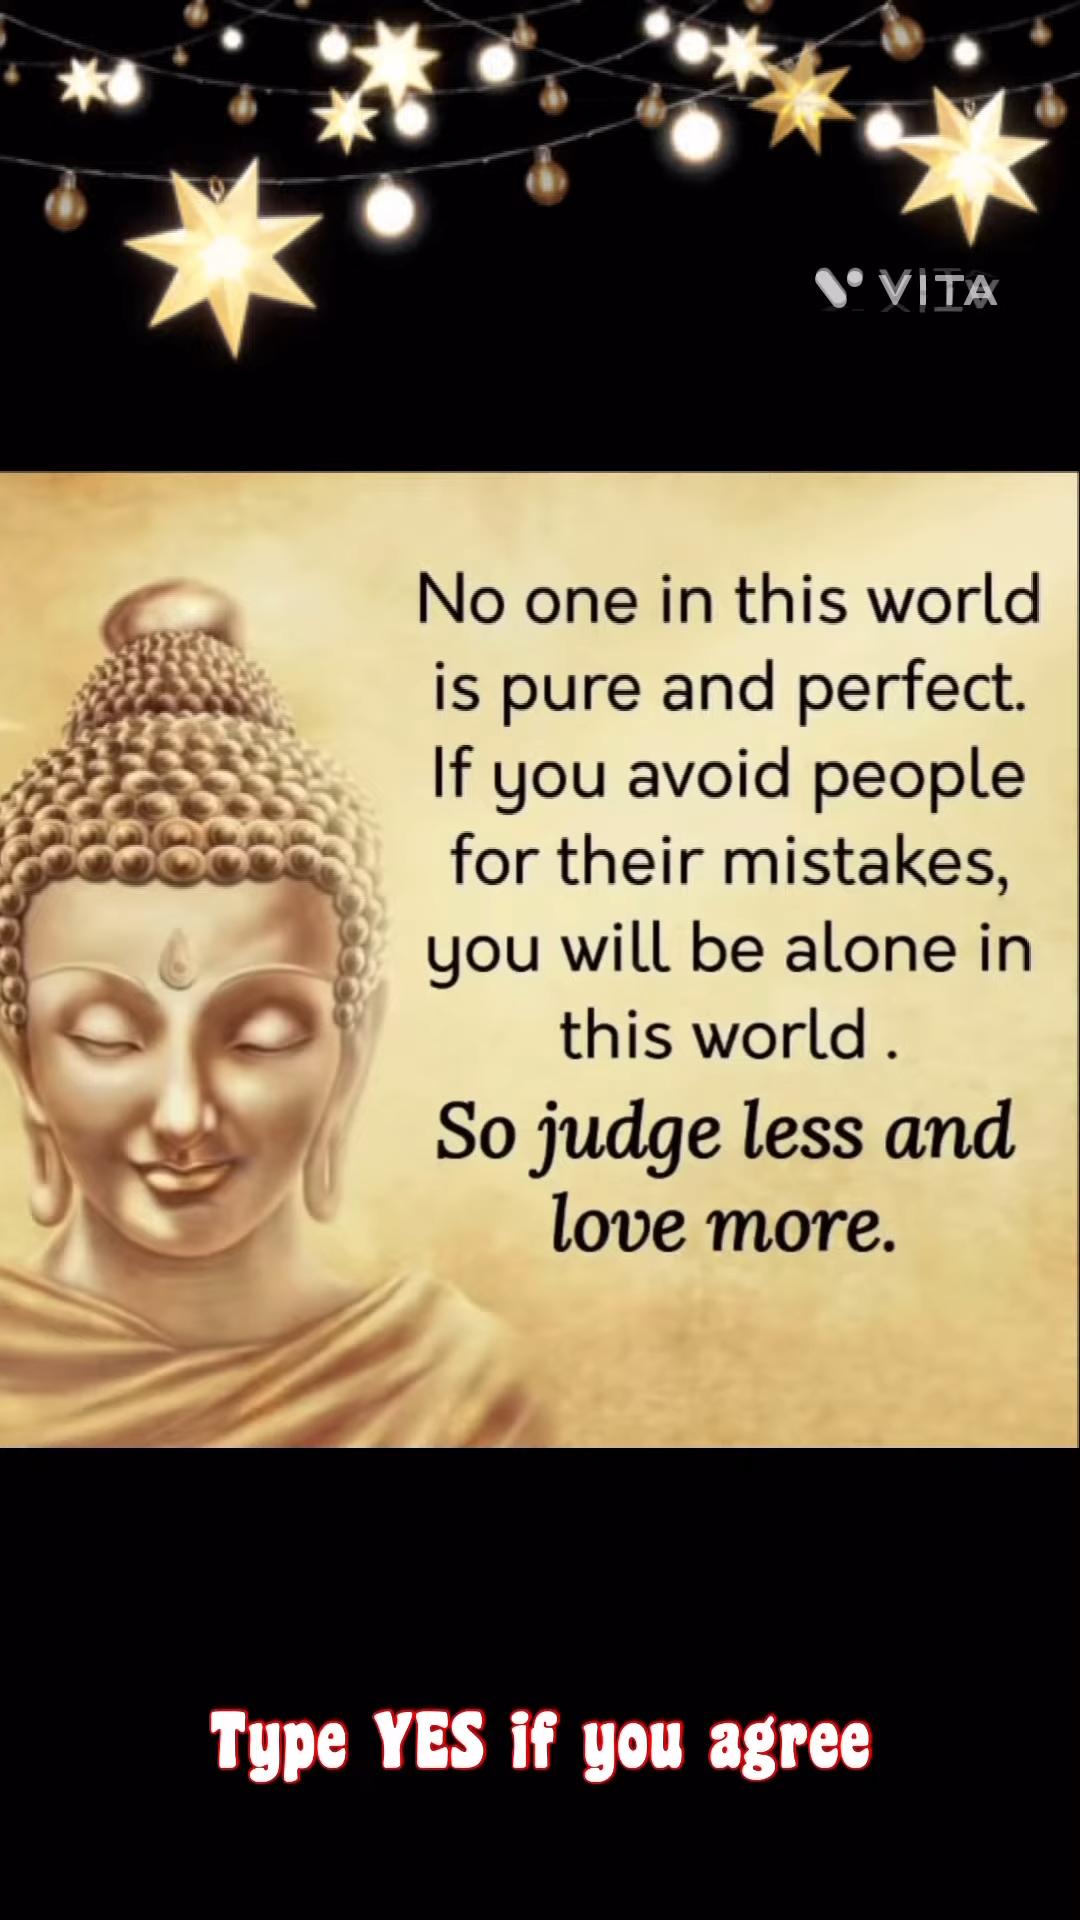 VITA
No one in this world
is pure and perfect.
If you avoid people
for their mistakes,
you will be alone in
this world .
So judge less and
love more.
Type YES if you agree